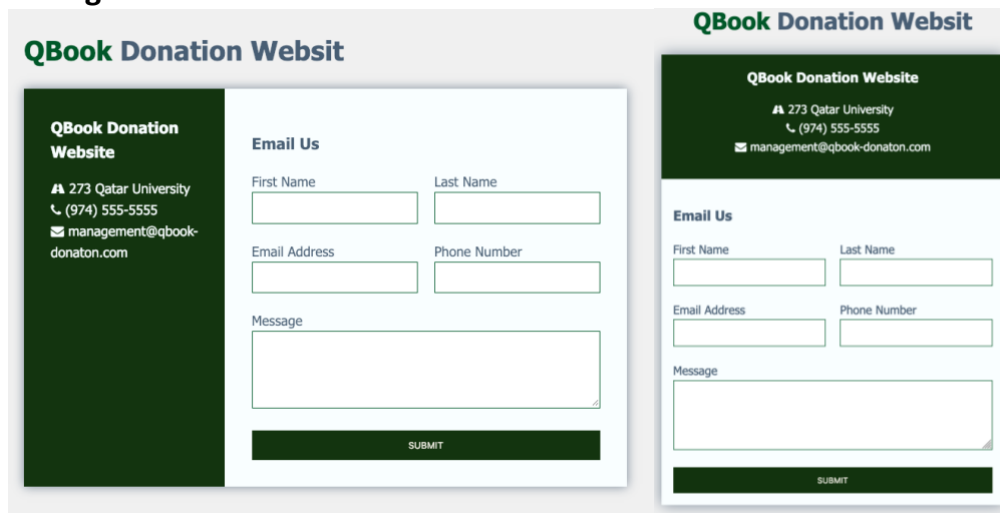 QBook Donation Websit
QBook Donation
Website
273 Qatar University
(974) 555-5555
management@qbook-
donaton.com
Email Us
First Name Last Name
Email Address Phone Number
Message
SUBMIT
QBook Donation Websit
QBook Donation Website
273 Qatar University
(974) 555-5555
management@qbook-donaton.com
Email Us
First Name Last Name
Email Address Phone Number
Message
SUBMIT